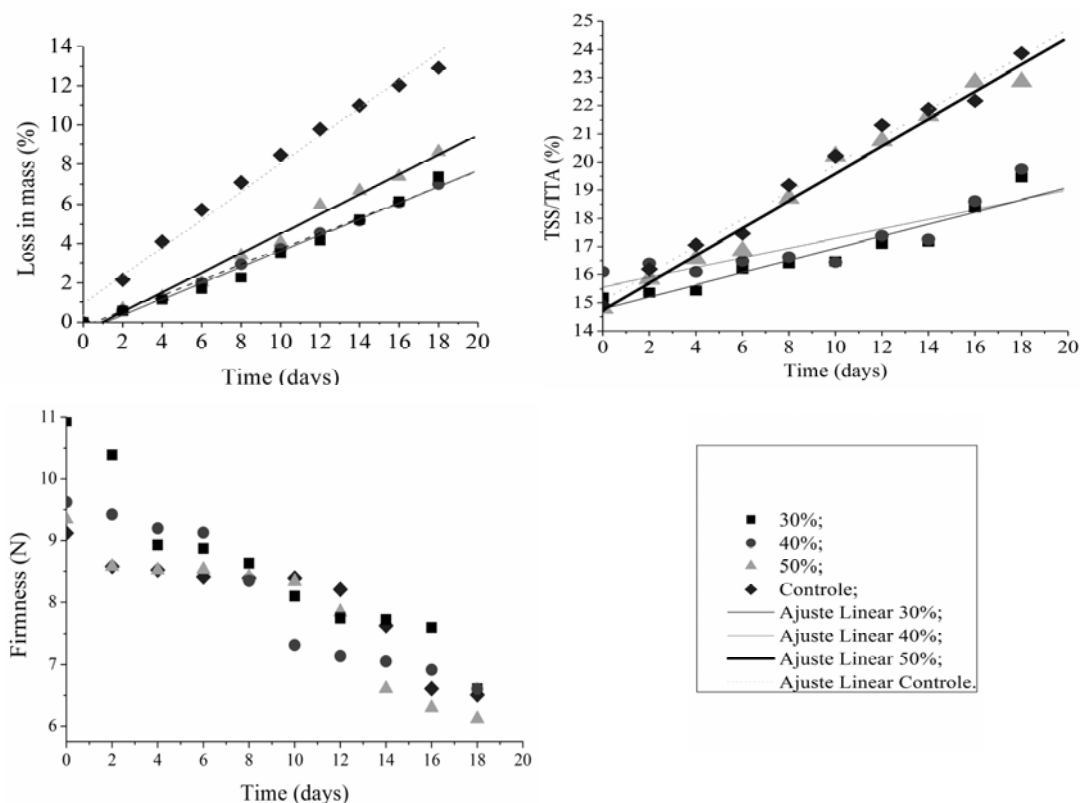 Loss in mass (%)
14
12
10
8
6
4
2
0
0 2 4 6 8 10 12 14 16 18 20
Time (days)
TSS/TTA (%)
25
24
23
22
21
20
19
18
17
16
15
14
0 2 4 6 8 10 12 14 16 18 20
Time (days)
Firmness (N)
11
10
9
8
7
6
0 2 4 6 8 10 12 14 16 18 20
Time (days)
30%;
40%;
50%;
Controle;
Ajuste Linear 30%;
Ajuste Linear 40%;
Ajuste Linear 50%;
Ajuste Linear Controle.